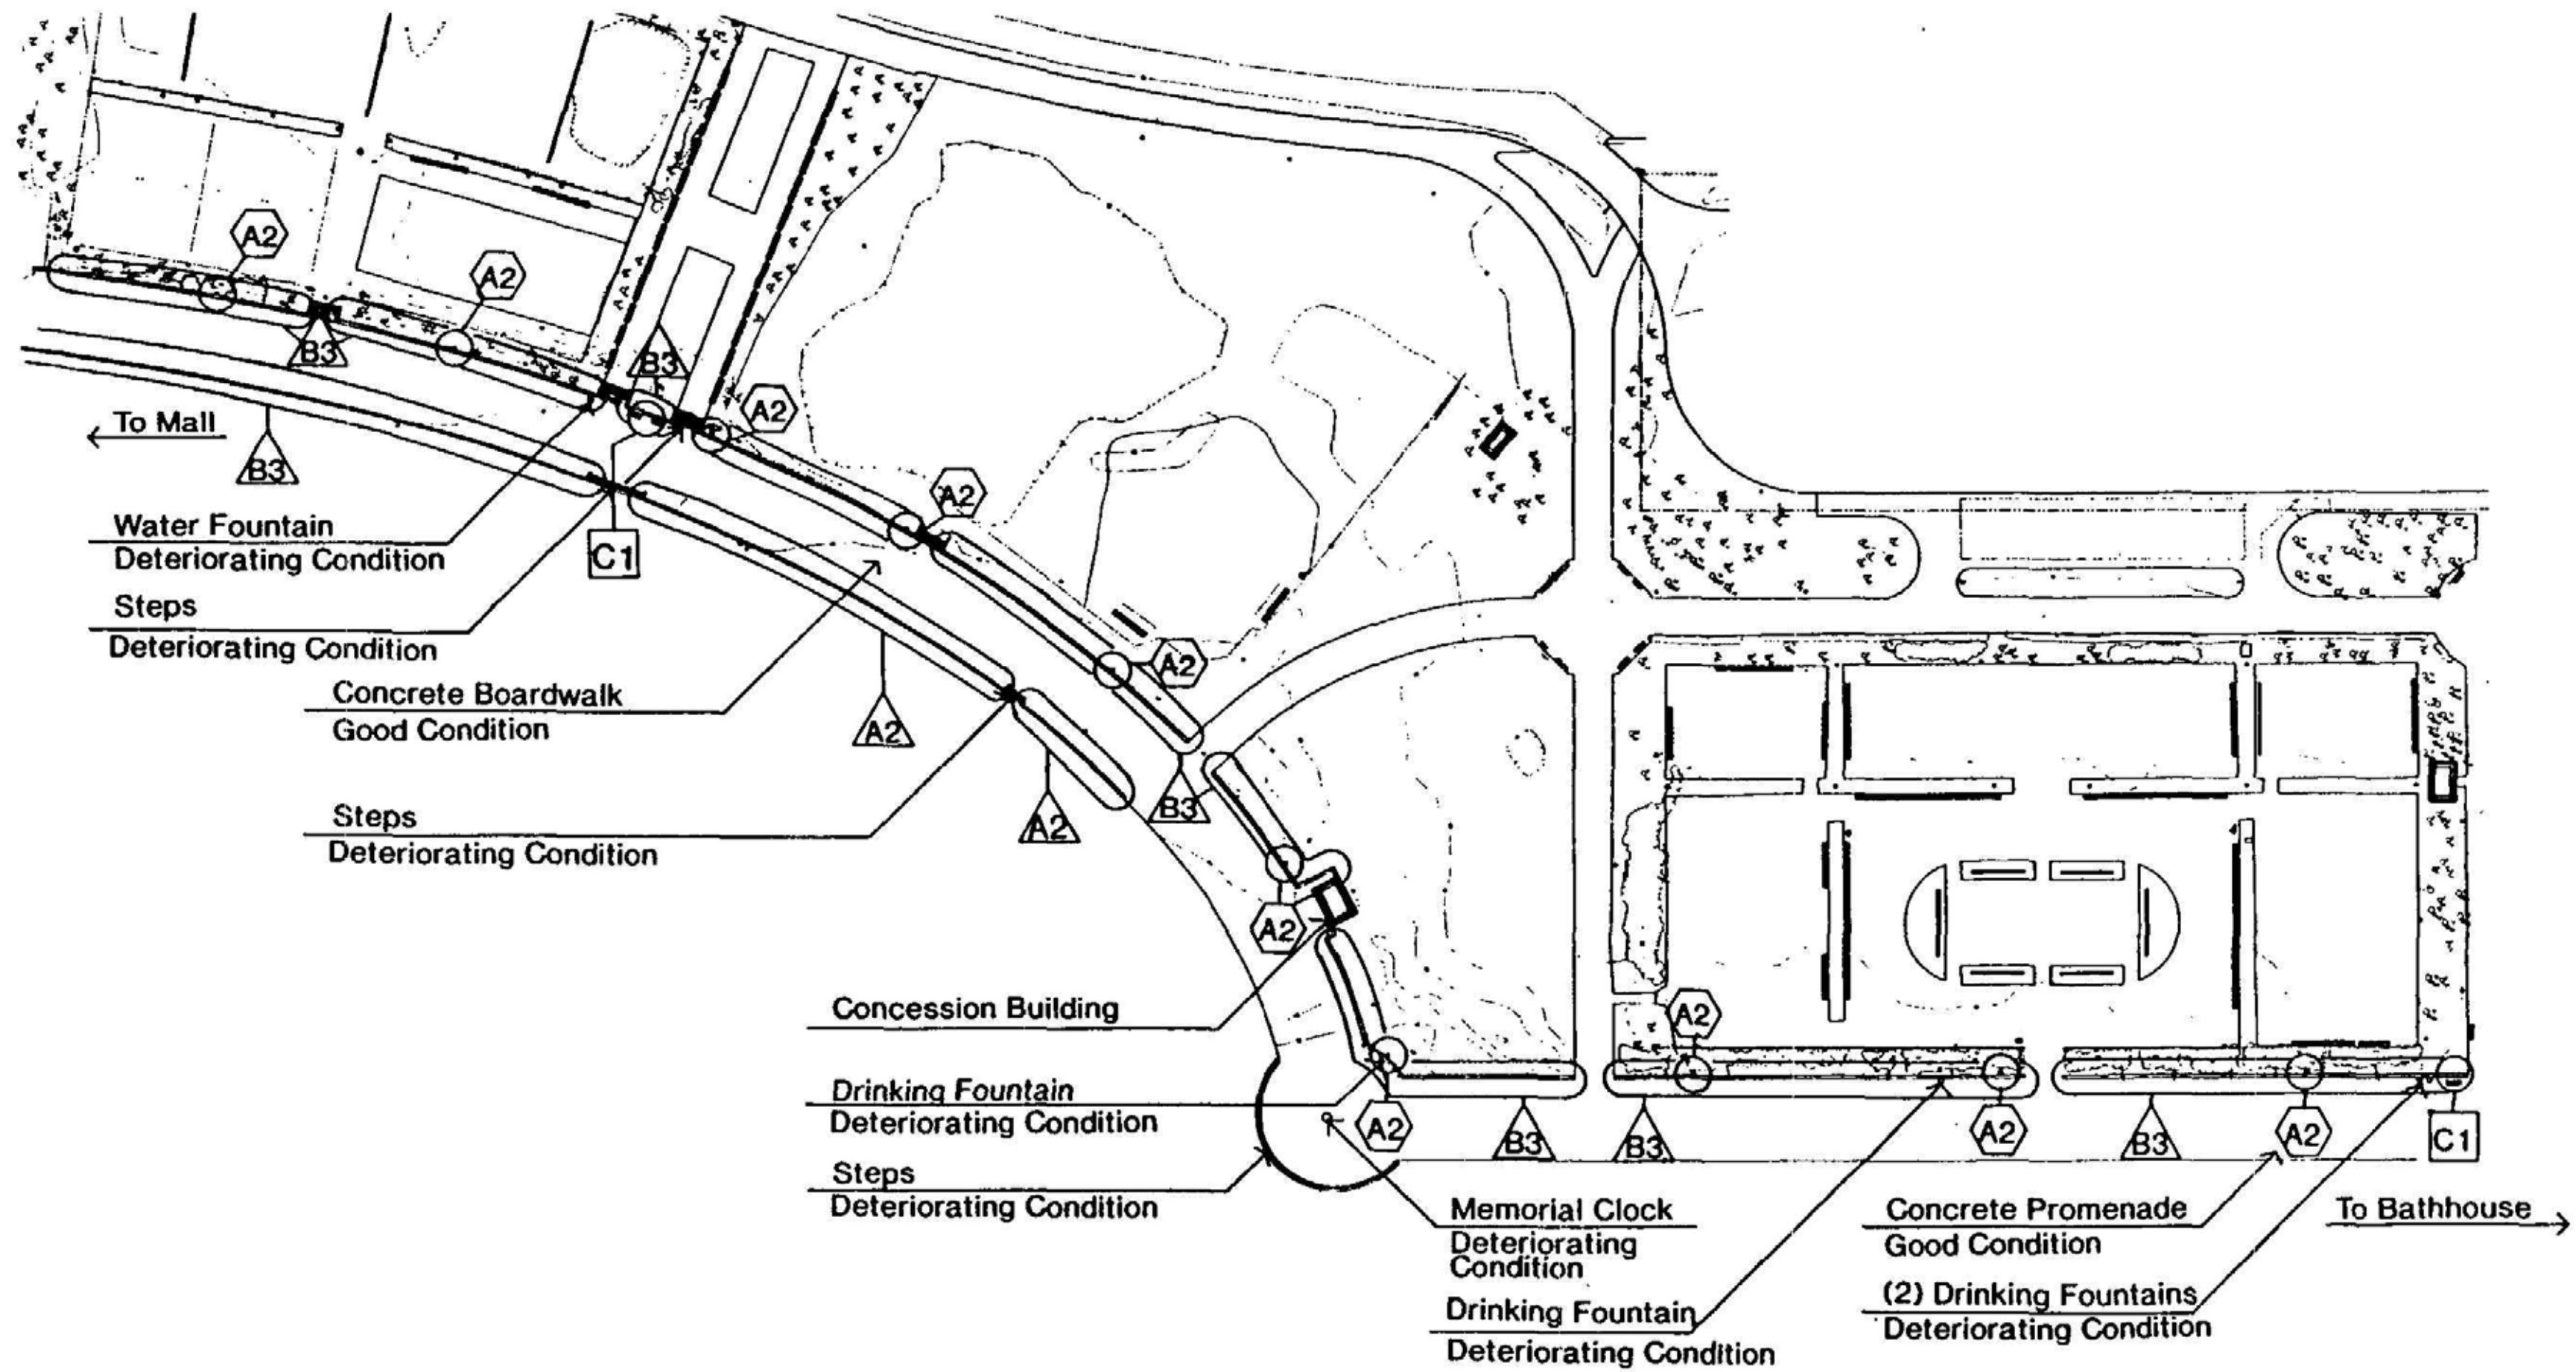 A2
A2
B3
B3
A2
To Mall
B3
A2
Water Fountain
Deteriorating Condition
C1
Steps
Deteriorating Condition
A2
Concrete Boardwalk
Good Condition
A2
B3
Steps
Deteriorating Condition
A2
A2
Concession Building
A2
Drinking Fountain
Deteriorating Condition
A2
B3
B3
A2
B3
A2
C1
Steps
Deteriorating Condition
Memorial Clock
Deteriorating
Condition
Concrete Promenade
Good Condition
To Bathhouse
Drinking Fountain
Deteriorating Condition
(2) Drinking Fountains
Deteriorating Condition